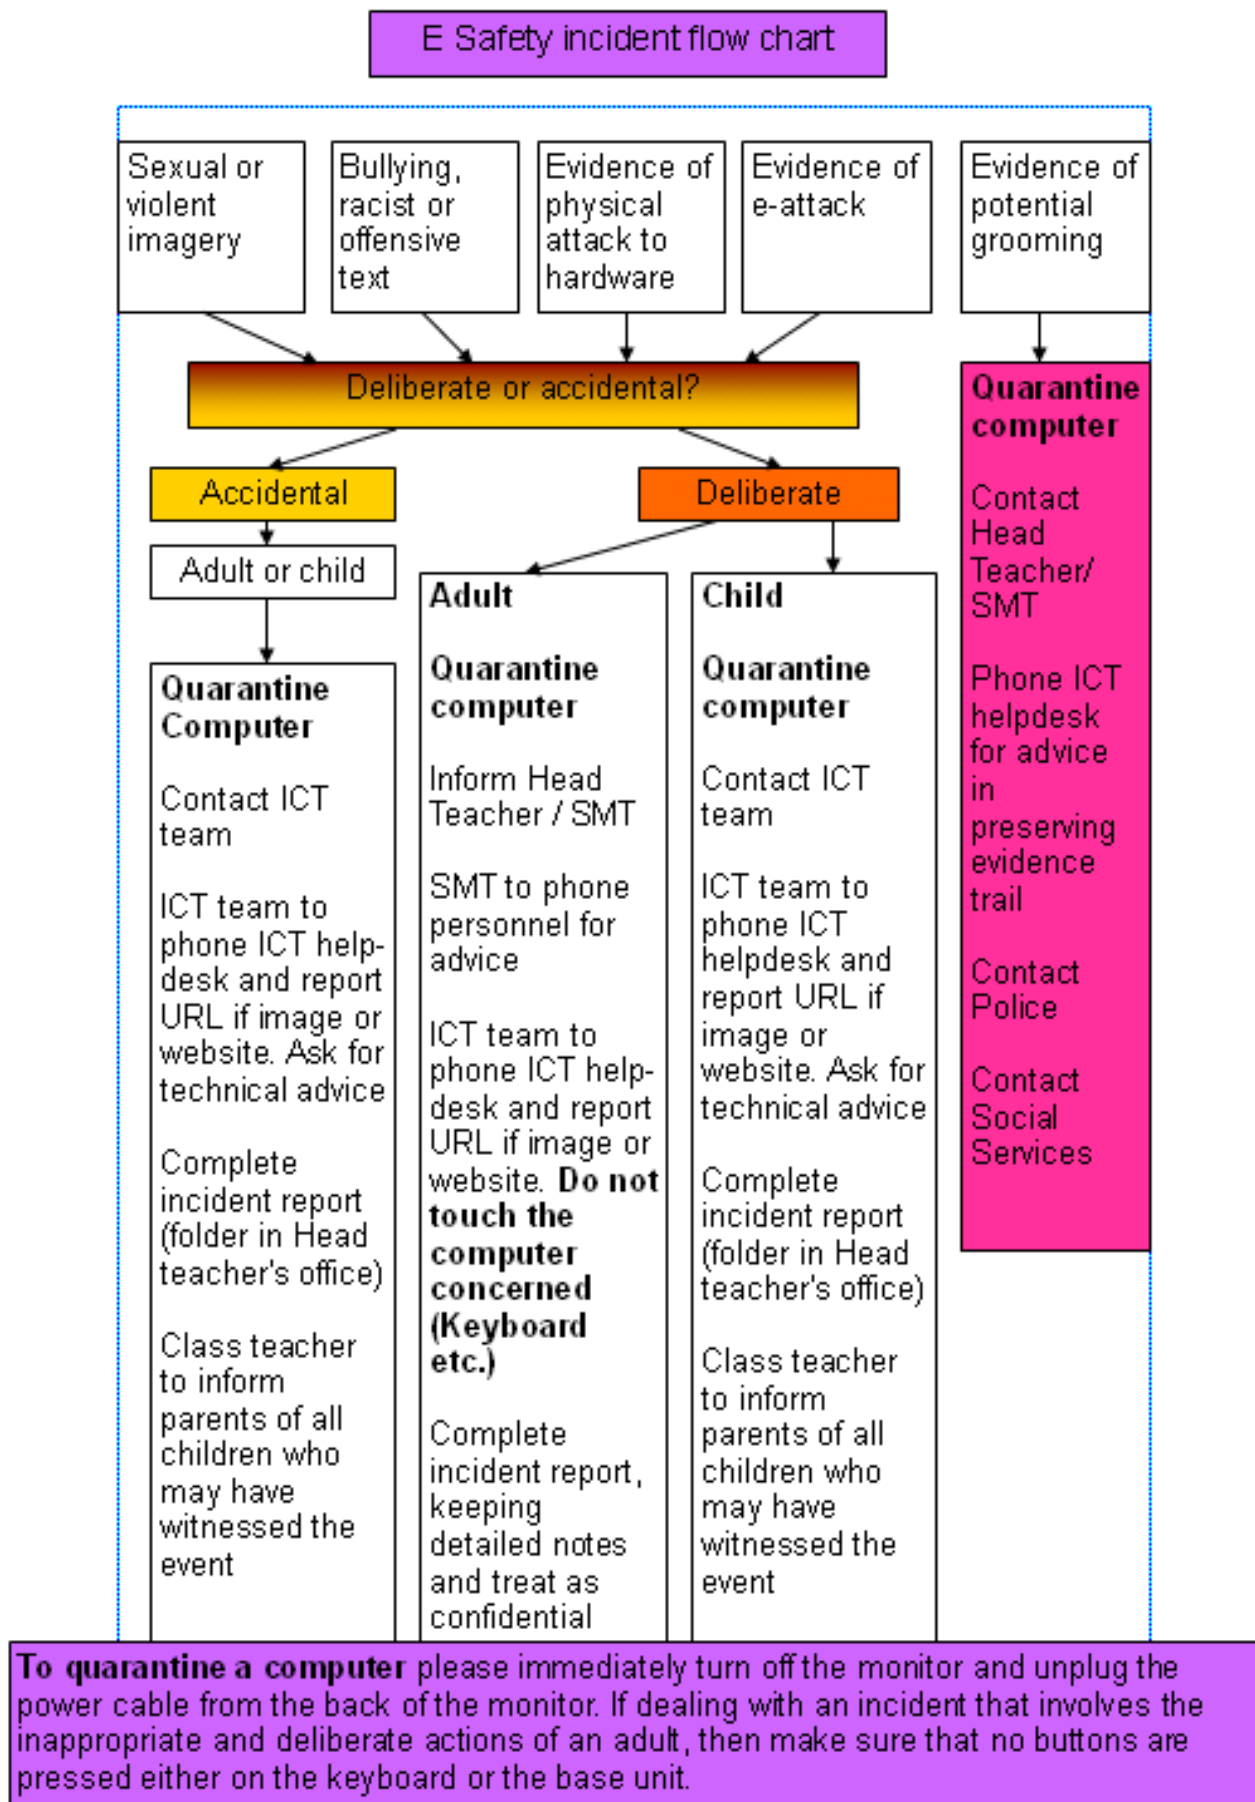 E Safety incident flow chart
Sexual or
violent
imagery
Bullying,
racist or
offensive
text
Evidence of
physical
attack to
hardware
Evidence of
e-attack
Evidence of
potential
grooming
Deliberate or accidental?
Accidental
Adult or child
Quarantine
Computer
Contact ICT
team
ICT team to
phone ICT help-
desk and report
URL if image or
website. Ask for
technical advice
Complete
incident report
(folder in Head
teacher's office)
Class teacher
to inform
parents of all
children who
may have
witnessed the
event
Deliberate
Adult
Quarantine
computer
Inform Head
Teacher / SMT
SMT to phone
personnel for
advice
ICT team to
phone ICT help-
desk and report
URL if image or
website. Do not
touch the
computer
concerned
(Keyboard
etc.)
Complete
incident report,
keeping
detailed notes
and treat as
confidential
Child
Quarantine
computer
Contact ICT
team
ICT team to
phone ICT
helpdesk and
report URL if
image or
website. Ask for
technical advice
Complete
incident report
(folder in Head
teacher's office)
Class teacher
to inform
parents of all
children who
may have
witnessed the
event
Quarantine
computer
Contact
Head
Teacher/
SMT
Phone ICT
helpdesk
for advice
in
preserving
evidence
trail
Contact
Police
Contact
Social
Services
To quarantine a computer please immediately turn off the monitor and unplug the
power cable from the back of the monitor. If dealing with an incident that involves the
inappropriate and deliberate actions of an adult, then make sure that no buttons are
pressed either on the keyboard or the base unit.